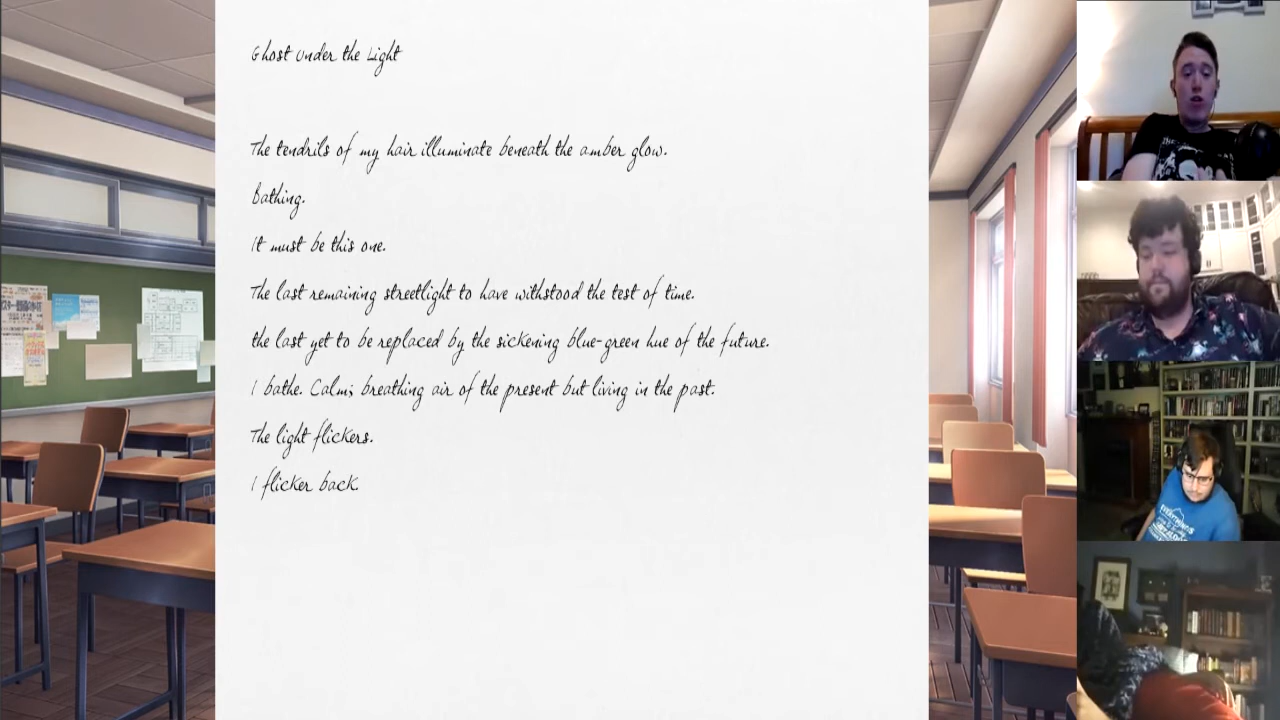 Ghost Under the Light
The tendrils of my hair illuminate beneath the amber glow.
Bathing.
It must be this one.
The last remaining streetlight to have withstood the test of time.
the last yet to be replaced by the sickening blue-green hue of the future.
I bathe. Calm; breathing air of the present but living in the past.
The light flickers.
I flicker back.